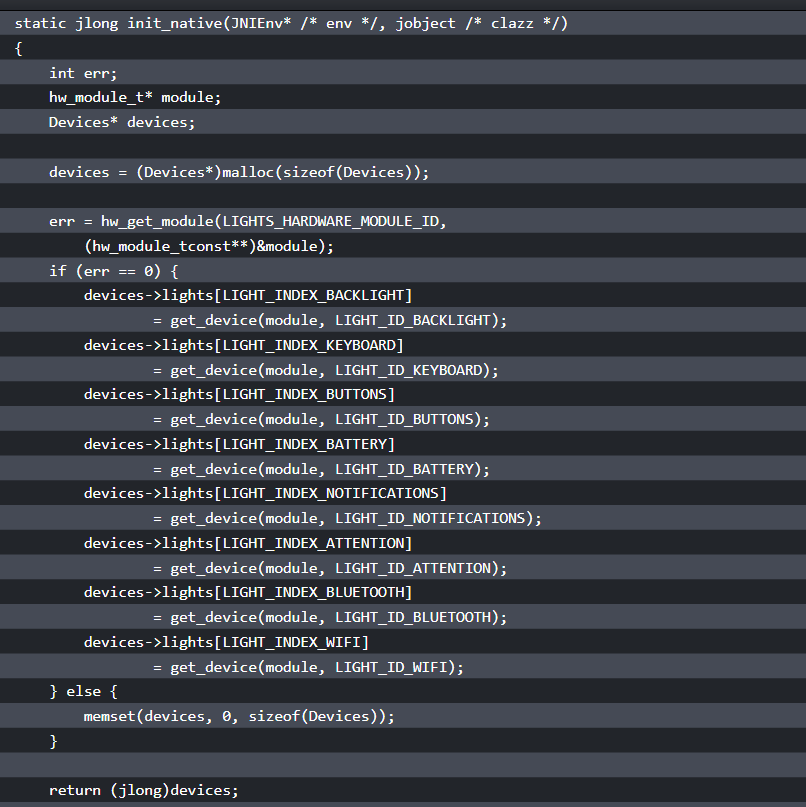 static jlong init_native(JNIEnv* /* env */, jobject /* clazz */)
{
    int err;
    hw_module_t* module;
    Devices* devices;

    devices = (Devices*)malloc(sizeof(Devices));

    err = hw_get_module(LIGHTS_HARDWARE_MODULE_ID,
        (hw_module_tconst**)&module);
    if (err == 0) {
        devices->lights[LIGHT_INDEX_BACKLIGHT]
                = get_device(module, LIGHT_ID_BACKLIGHT);
        devices->lights[LIGHT_INDEX_KEYBOARD]
                = get_device(module, LIGHT_ID_KEYBOARD);
        devices->lights[LIGHT_INDEX_BUTTONS]
                = get_device(module, LIGHT_ID_BUTTONS);
        devices->lights[LIGHT_INDEX_BATTERY]
                = get_device(module, LIGHT_ID_BATTERY);
        devices->lights[LIGHT_INDEX_NOTIFICATIONS]
                = get_device(module, LIGHT_ID_NOTIFICATIONS);
        devices->lights[LIGHT_INDEX_ATTENTION]
                = get_device(module, LIGHT_ID_ATTENTION);
        devices->lights[LIGHT_INDEX_BLUETOOTH]
                = get_device(module, LIGHT_ID_BLUETOOTH);
        devices->lights[LIGHT_INDEX_WIFI]
                = get_device(module, LIGHT_ID_WIFI);
    } else {
        memset(devices, 0, sizeof(Devices));
    }

    return (jlong)devices;